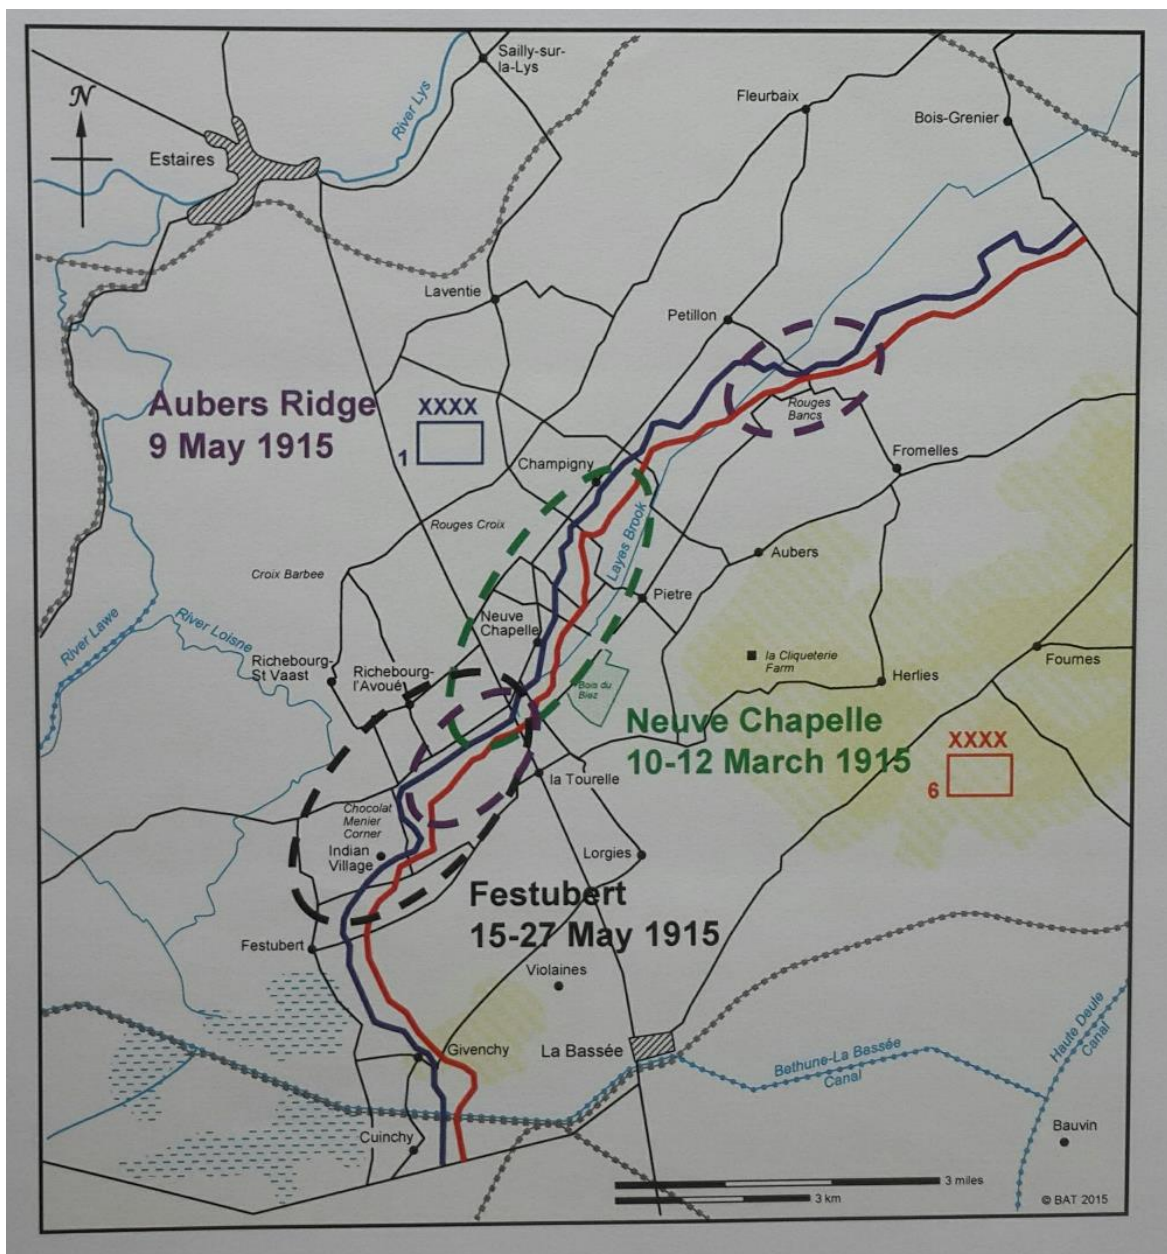 N
Sailly-sur-
la-Lys
River Lys
Fleurbaix
Bois-Grenier
Estaires
Laventie
Petillon
Aubers Ridge
9 May 1915
XXXX
1
Rouges
Bancs
Fromelles
Champigny
Rouges Croix
Layes Brook
Aubers
Croix Barbee
Pietre
Neuve
Chapelle
River Lawe
River Loisne
Richebourg-
St Vaast
Richebourg-
l'Avoué
Bois du
Biez
la Cliqueterie
Farm
Herlies
Fournes
Neuve Chapelle
10-12 March 1915
XXXX
6
la Tourelle
Chocolat
Menier
Corner
Indian
Village
Lorgies
Festubert
15-27 May 1915
Festubert
Violaines
Givenchy
La Bassée
Bethune-La Bassée
Canal
Haute Deule
Canal
Cuinchy
Bauvin
3 miles
3 km
© BAT 2015